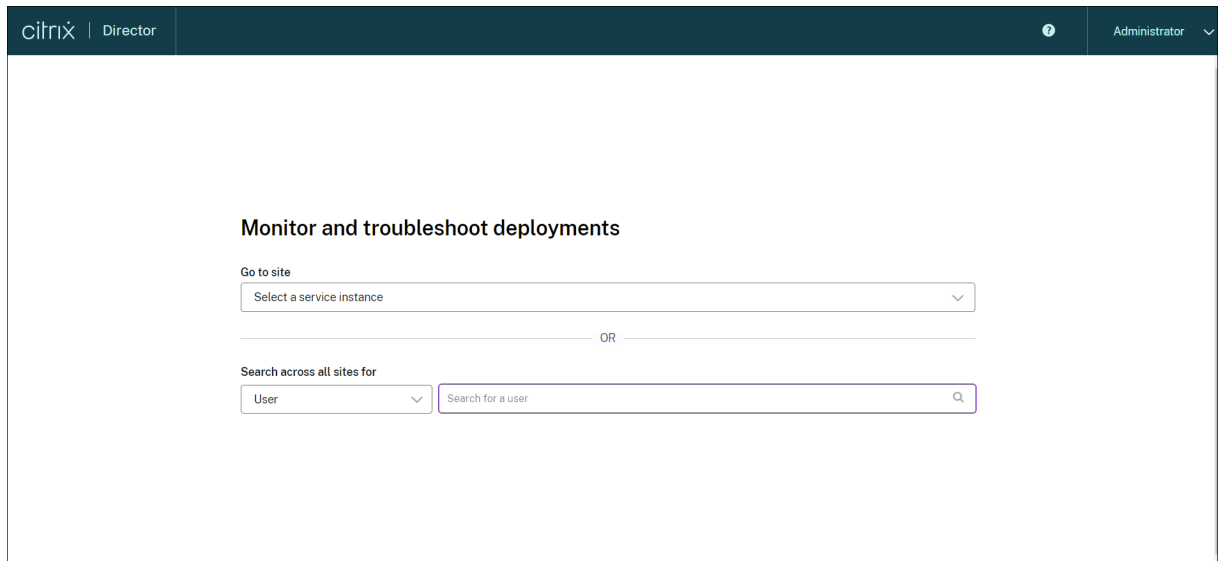 citrix | Director
? Administrator
Monitor and troubleshoot deployments
Go to site
Select a service instance
OR
Search across all sites for
User
Search for a user